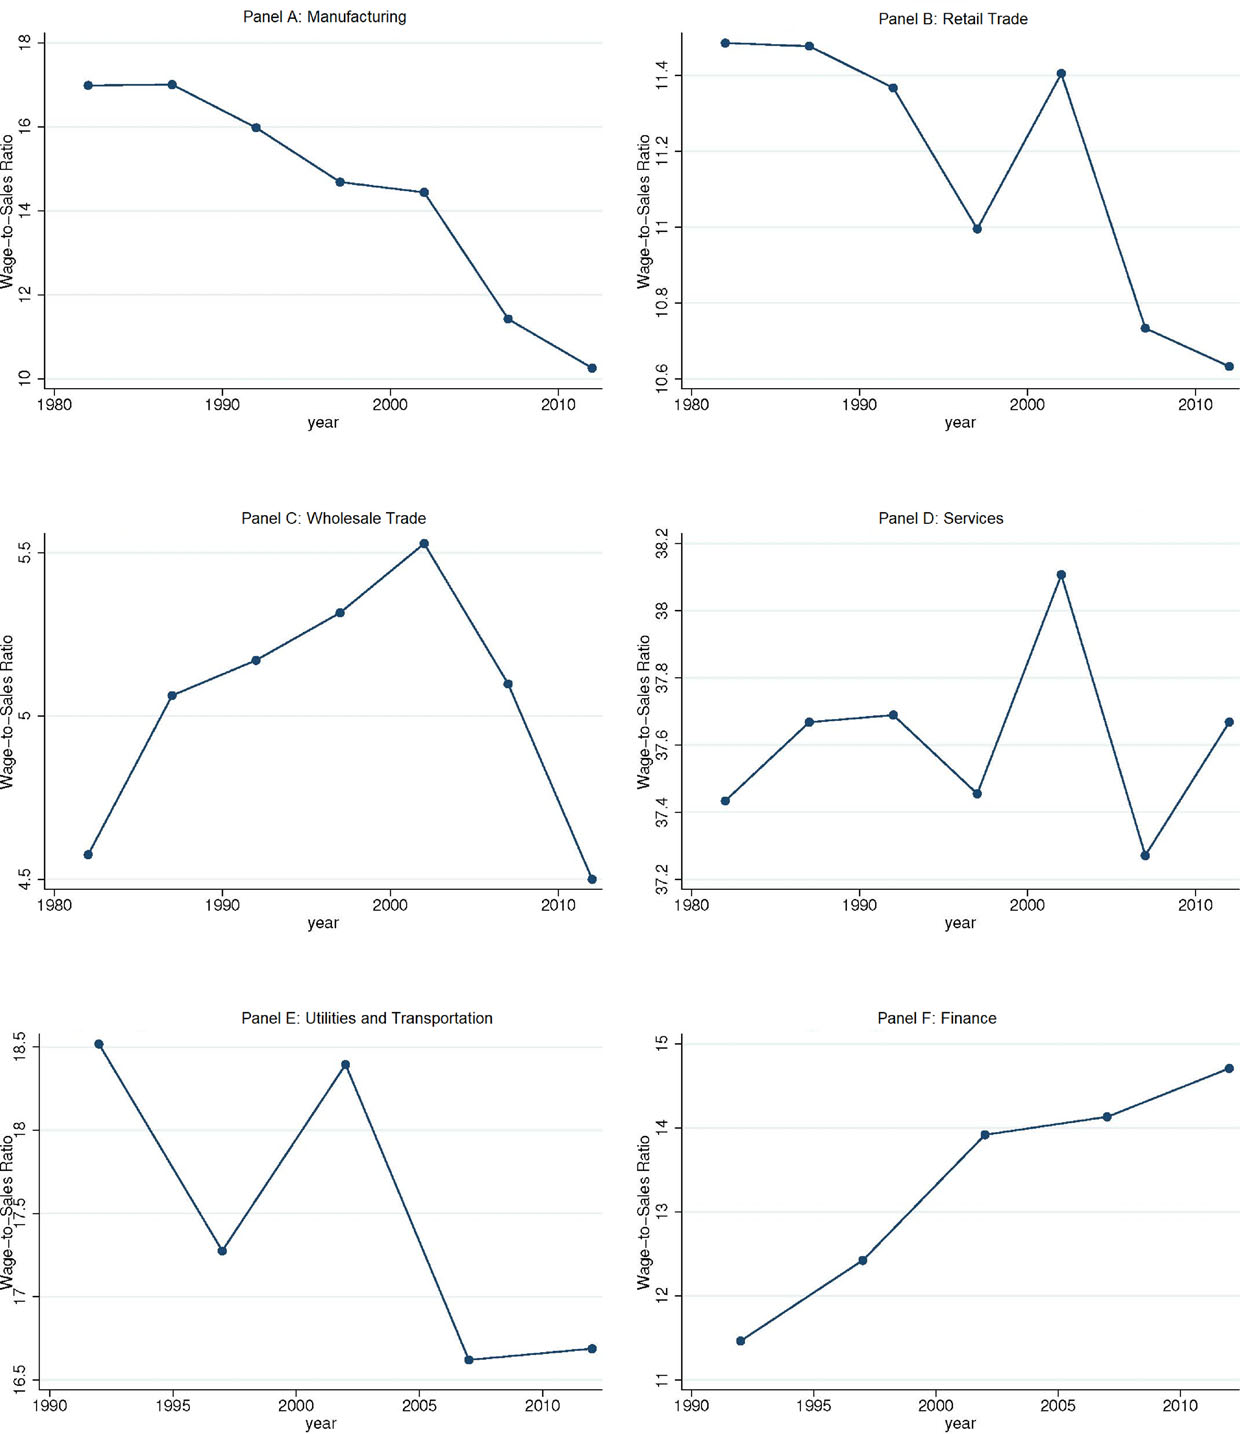 Panel A: Manufacturing
Wage-to-Sales Ratio
18
16
14
12
10
1980 1990 2000 2010
year
Panel B: Retail Trade
Wage-to-Sales Ratio
11.4
11.2
11
10.8
10.6
1980 1990 2000 2010
year
Panel C: Wholesale Trade
Wage-to-Sales Ratio
5.5
5
4.5
1980 1990 2000 2010
year
Panel D: Services
Wage-to-Sales Ratio
38.2
38
37.8
37.6
37.4
37.2
1980 1990 2000 2010
year
Panel E: Utilities and Transportation
Wage-to-Sales Ratio
18.5
18
17.5
17
16.5
1990 1995 2000 2005 2010
year
Panel F: Finance
Wage-to-Sales Ratio
15
14
13
12
11
1990 1995 2000 2005 2010
year